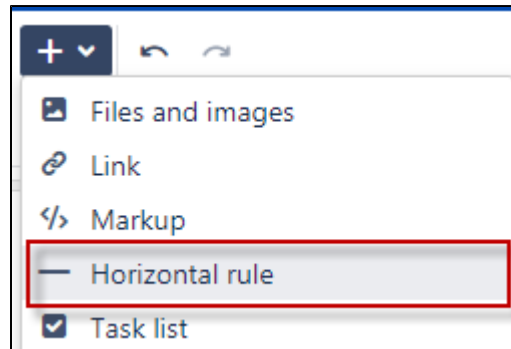 Files and images
Link
Markup
Horizontal rule
Task list